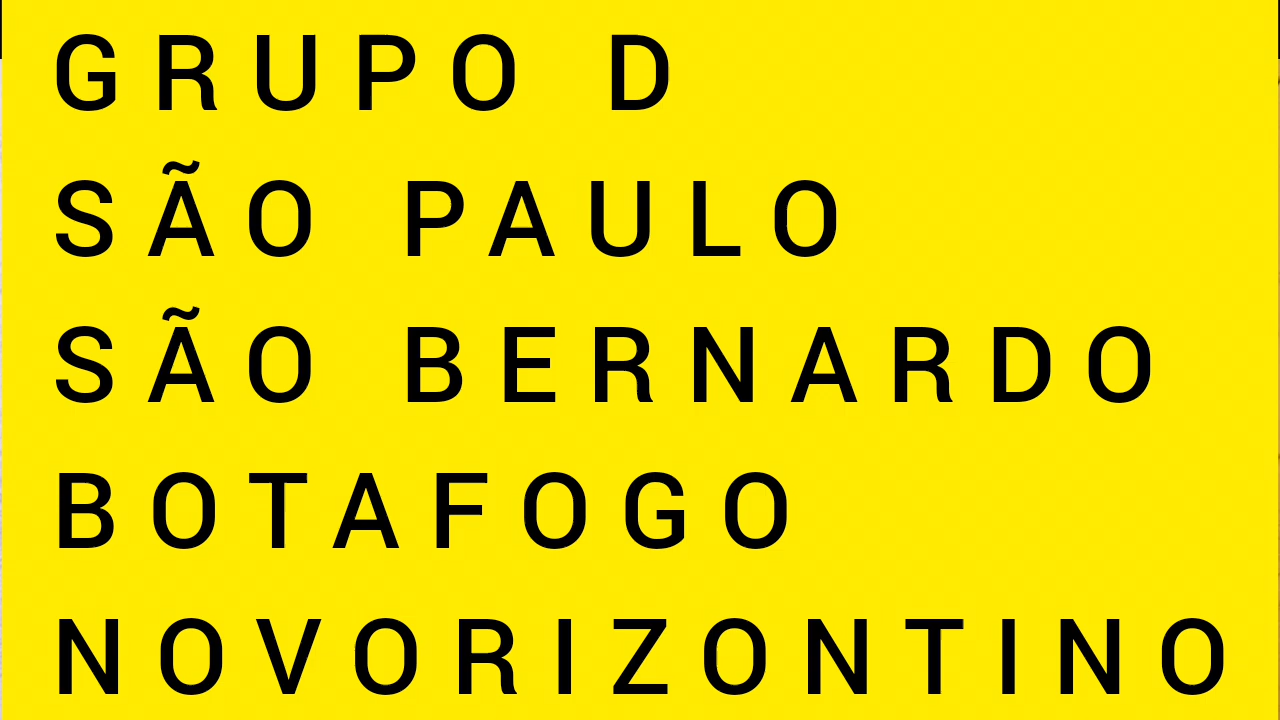 GRUPO D
SÃO PAULO
SÃO BERNARDO
BOTAFOGO
NOVORIZONTINO